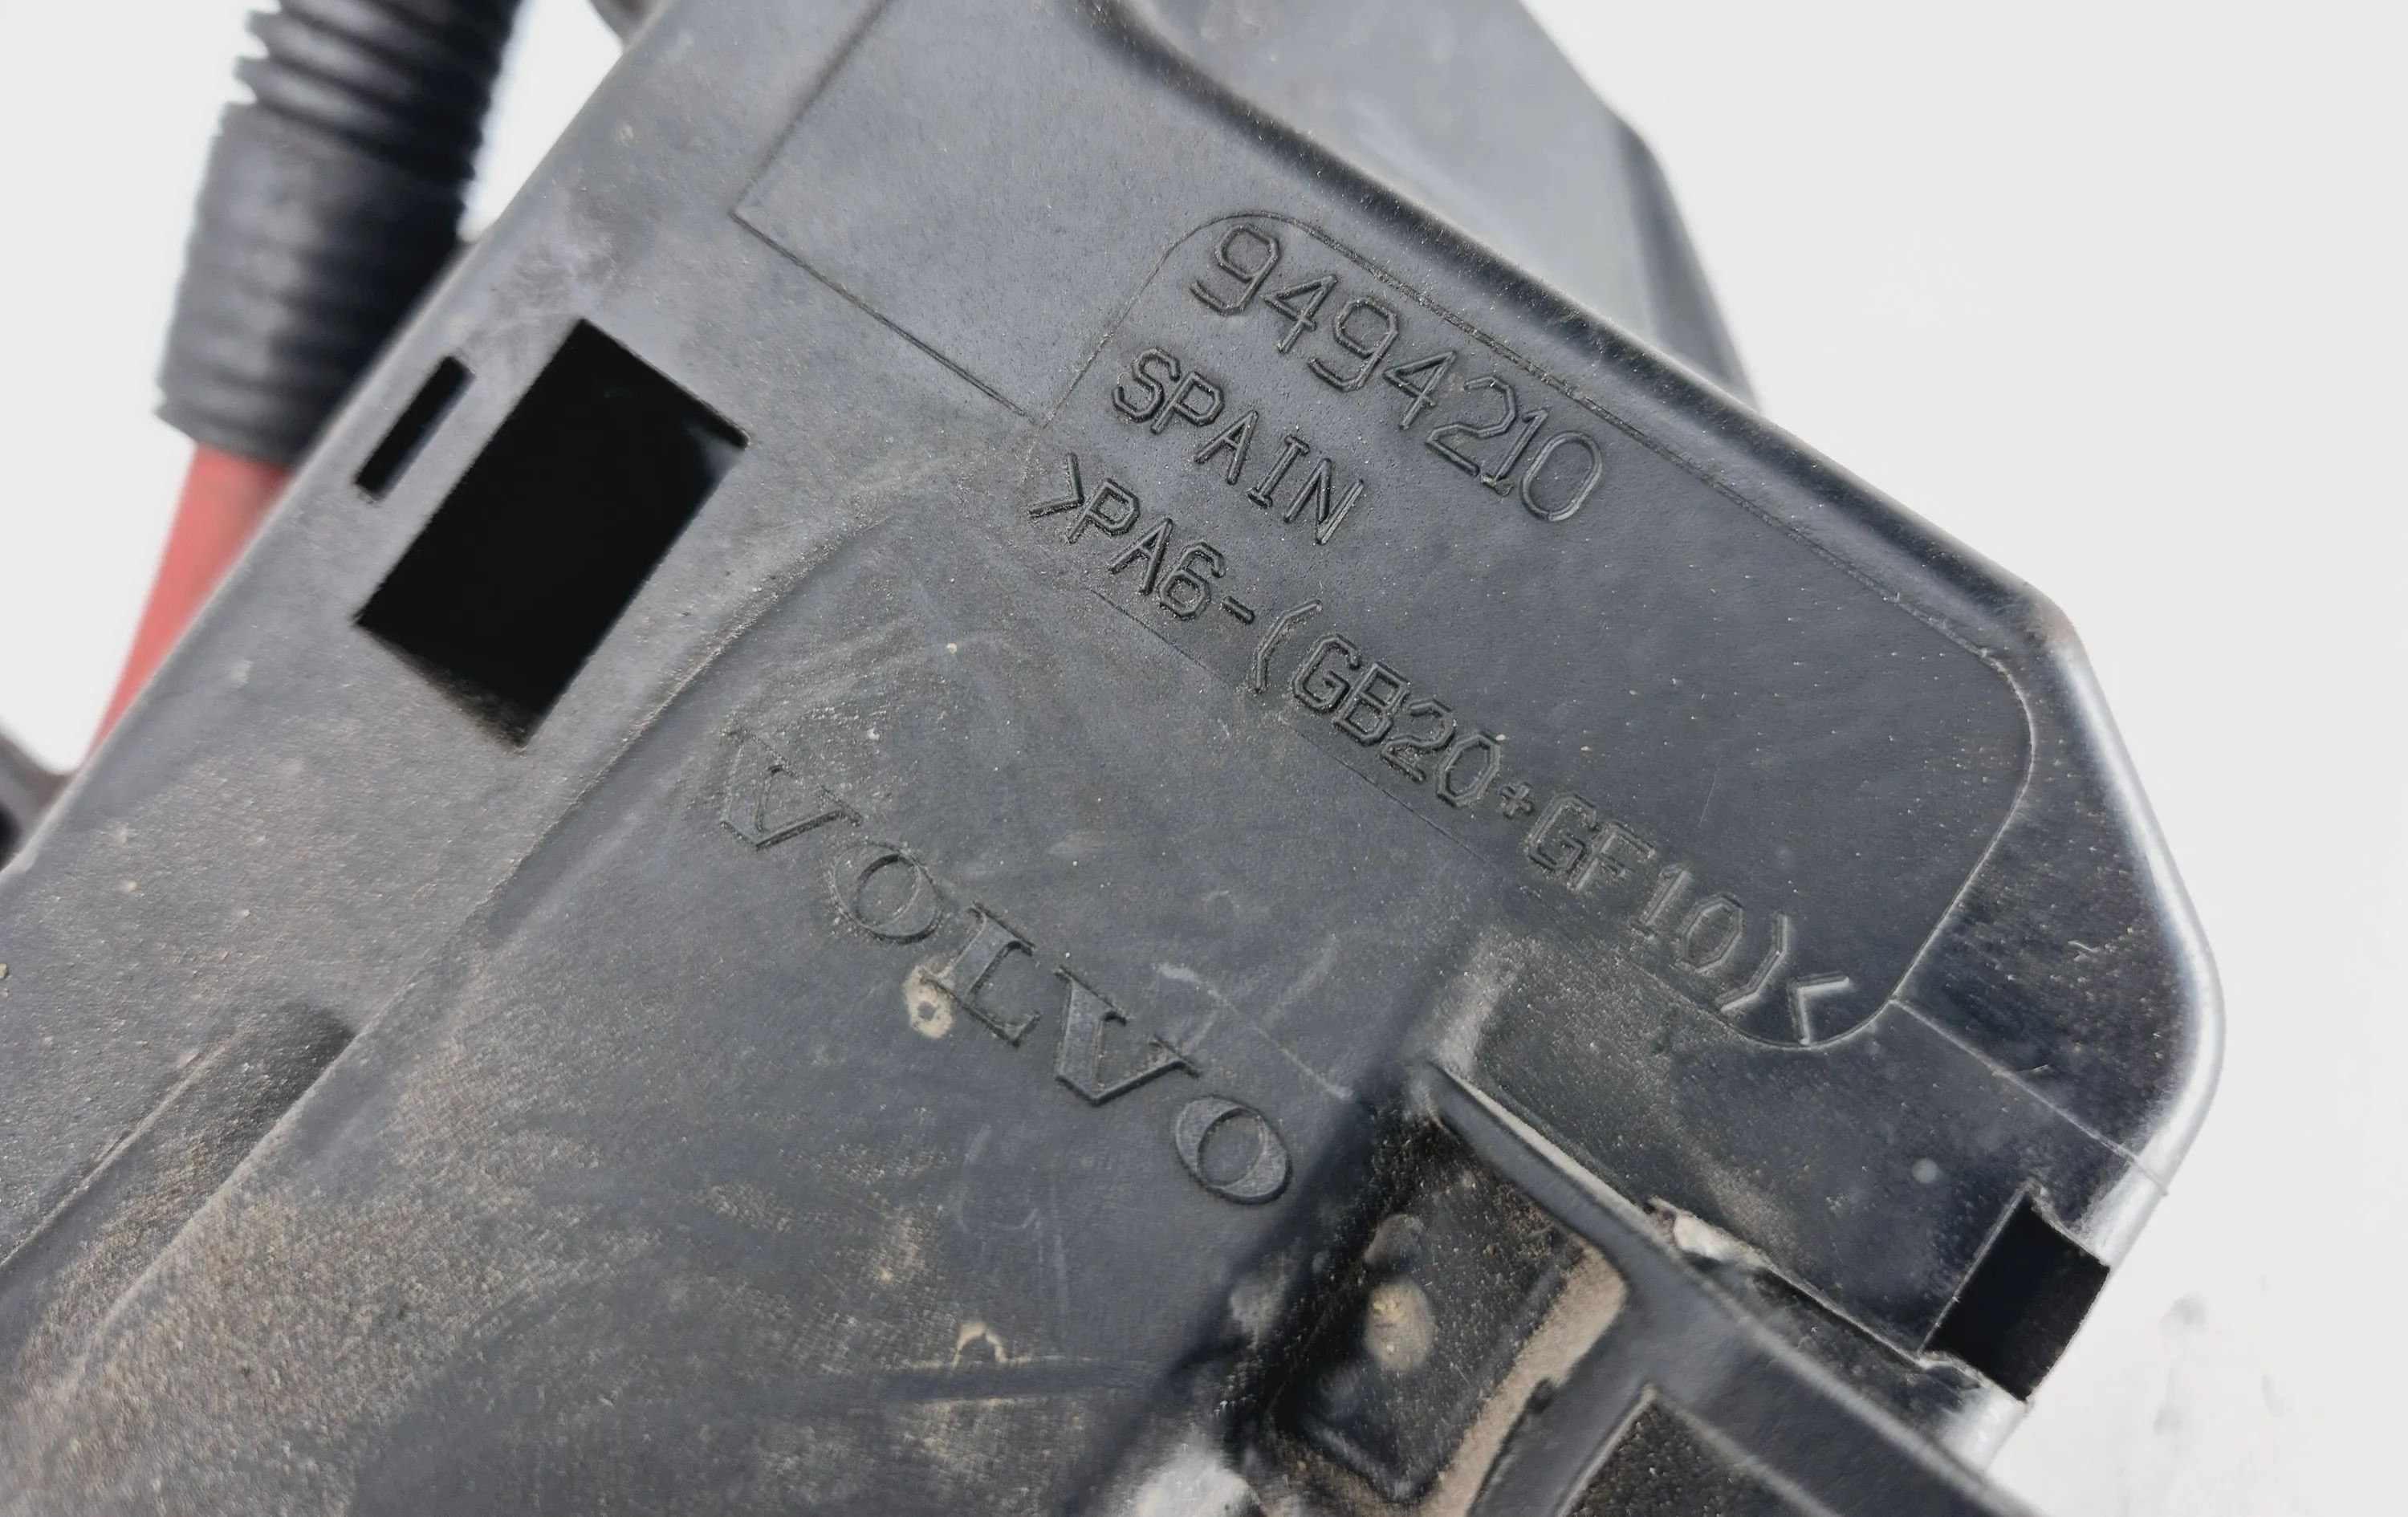 9494210
SPAIN
>PA6-(GB20+GF10)<
VOLVO